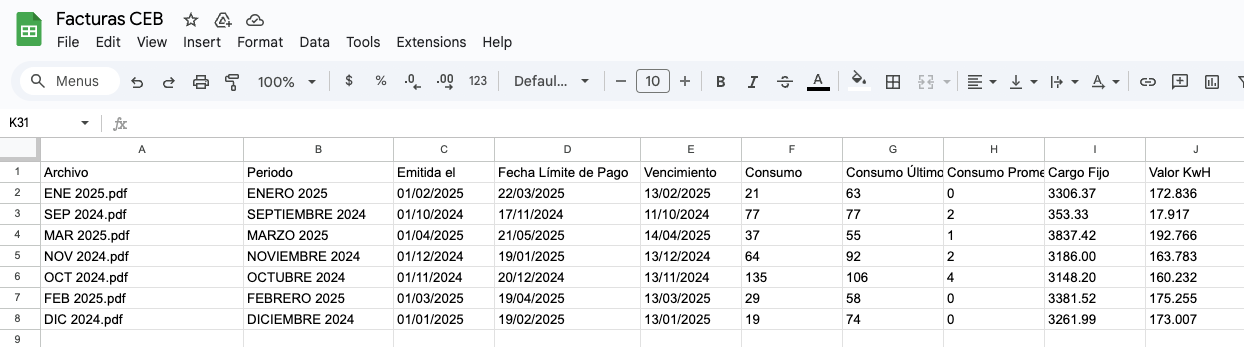 Facturas CEB
File Edit View Insert Format Data Tools Extensions Help
Menus 100% $ % .0 .00 123 Defaul... 10 B I S A A
K31 fx
A B C D E F G H I J
1 Archivo Periodo Emitida el Fecha Límite de Pago Vencimiento Consumo Consumo Último Consumo Prome Cargo Fijo Valor KwH
2 ENE 2025.pdf ENERO 2025 01/02/2025 22/03/2025 13/02/2025 21 63 0 3306.37 172.836
3 SEP 2024.pdf SEPTIEMBRE 2024 01/10/2024 17/11/2024 11/10/2024 77 77 2 353.33 17.917
4 MAR 2025.pdf MARZO 2025 01/04/2025 21/05/2025 14/04/2025 37 55 1 3837.42 192.766
5 NOV 2024.pdf NOVIEMBRE 2024 01/12/2024 19/01/2025 13/12/2024 64 92 2 3186.00 163.783
6 OCT 2024.pdf OCTUBRE 2024 01/11/2024 20/12/2024 13/11/2024 135 106 4 3148.20 160.232
7 FEB 2025.pdf FEBRERO 2025 01/03/2025 19/04/2025 13/03/2025 29 58 0 3381.52 175.255
8 DIC 2024.pdf DICIEMBRE 2024 01/01/2025 19/02/2025 13/01/2025 19 74 0 3261.99 173.007
9